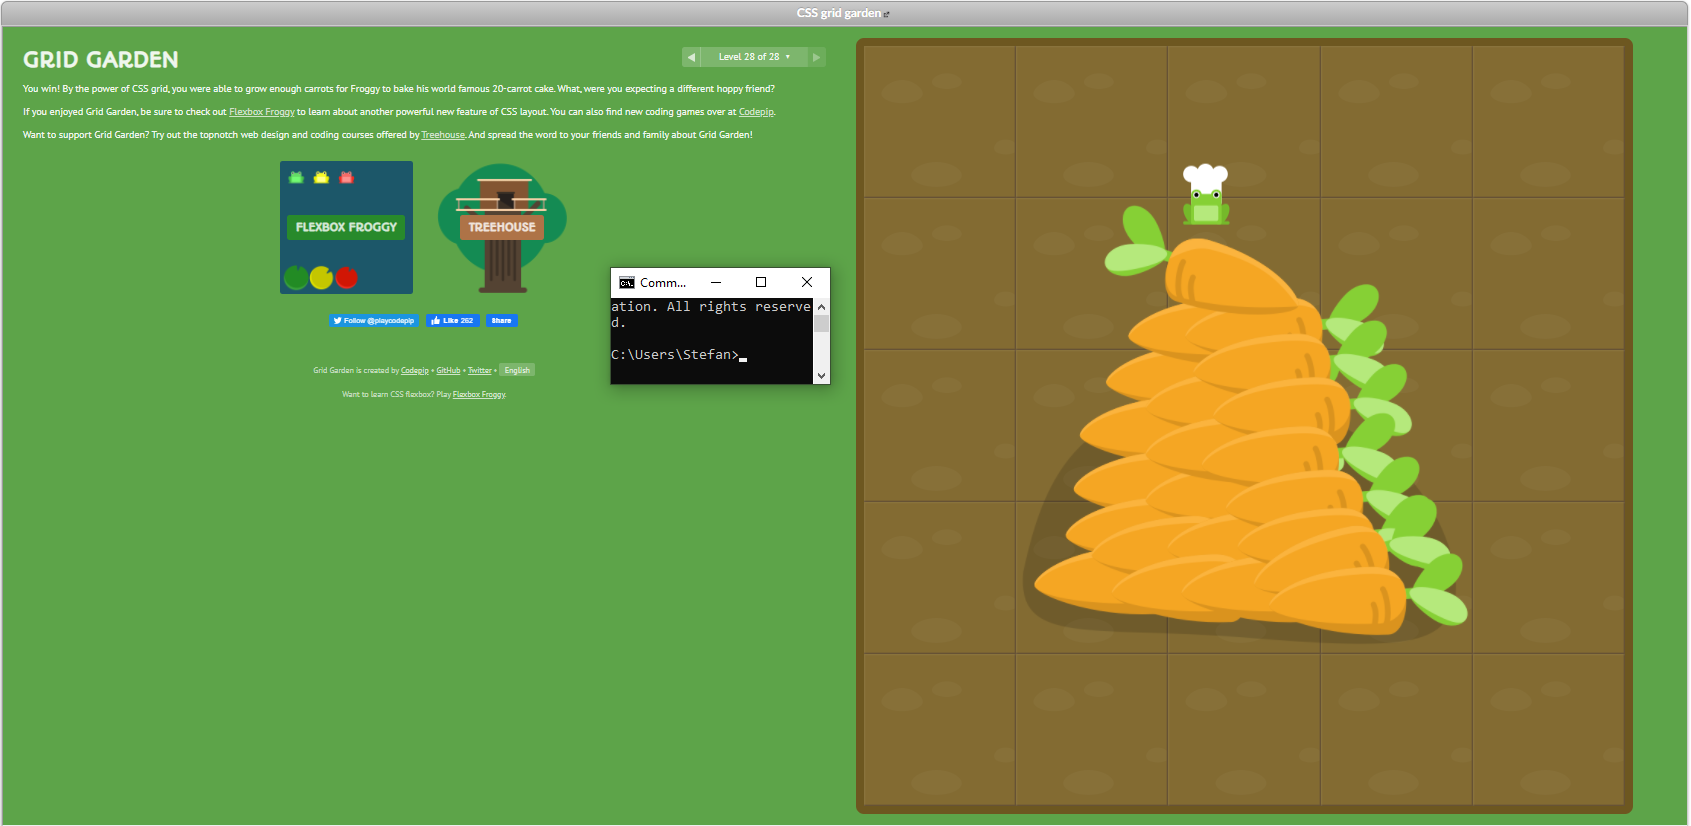 CSS grid garden
GRID GARDEN
◀ Level 28 of 28 ▾ ▶
You win! By the power of CSS grid, you were able to grow enough carrots for Froggy to bake his world famous 20-carrot cake. What, were you expecting a different hoppy friend?
If you enjoyed Grid Garden, be sure to check out Flexbox Froggy to learn about another powerful new feature of CSS layout. You can also find new coding games over at Codepip.
Want to support Grid Garden? Try out the topnotch web design and coding courses offered by Treehouse. And spread the word to your friends and family about Grid Garden!
FLEXBOX FROGGY
TREEHOUSE
Follow @playcodepip
Like 262
Share
Grid Garden is created by Codepip • GitHub • Twitter • English
Want to learn CSS flexbox? Play Flexbox Froggy.
C:\.
Comm...
ation. All rights reserve
d.
C:\Users\Stefan>